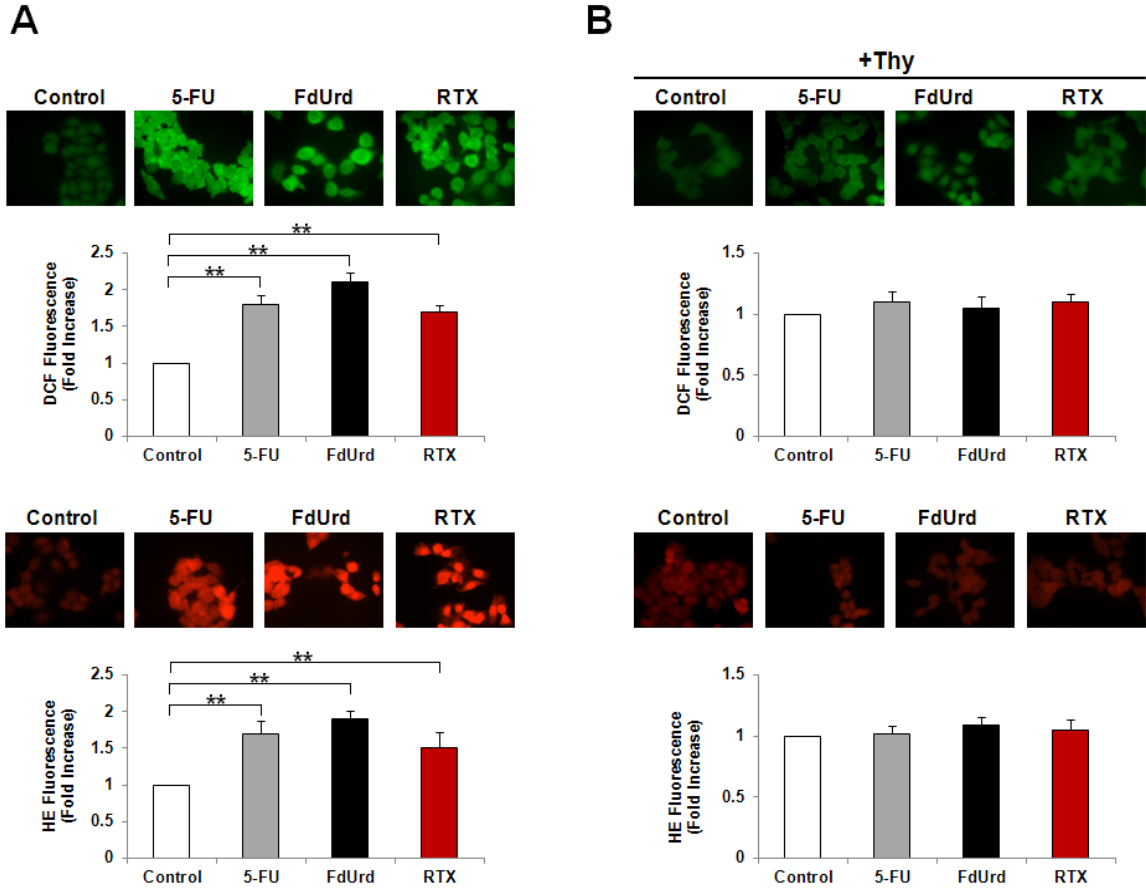 A
B
+Thy
Control 5-FU FdUrd RTX
Control 5-FU FdUrd RTX
**
**
**
2.5
2
1.5
1
0.5
0
DCF Fluorescence
(Fold Increase)
Control 5-FU FdUrd RTX
1.5
1
0.5
0
DCF Fluorescence
(Fold Increase)
Control 5-FU FdUrd RTX
Control 5-FU FdUrd RTX
Control 5-FU FdUrd RTX
**
**
**
2.5
2
1.5
1
0.5
0
HE Fluorescence
(Fold Increase)
Control 5-FU FdUrd RTX
1.5
1
0.5
0
HE Fluorescence
(Fold Increase)
Control 5-FU FdUrd RTX